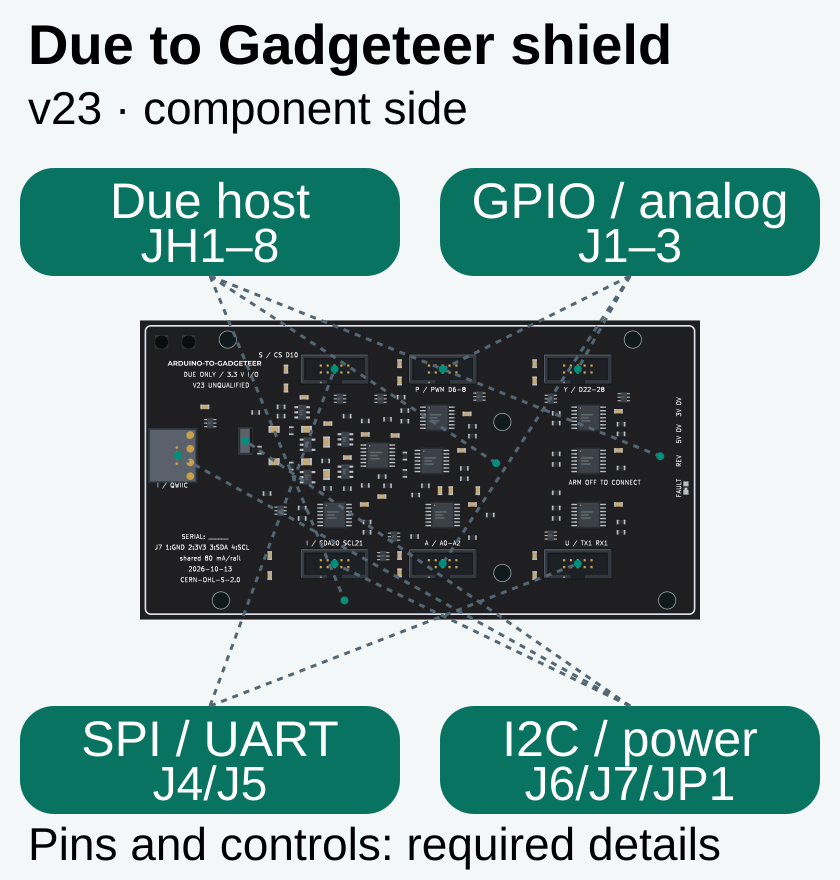 Due to Gadgeteer shield
v23 · component side
Due host
JH1–8
GPIO / analog
J1–3
S / CS D10
ARDUINO-TO-GADGETEER
DUE ONLY / 3.3 V I/O
V23 UNQUALIFIED
P / PWM D6-8
Y / D22-28
3V 0V
5V 0V
REV
FAULT
ARM OFF TO CONNECT
I / QWIIC
SERIAL: _____
J7 1:GND 2:3V3 3:SDA 4:SCL
shared 80 mA/rail
2026-10-13
CERN-OHL-S-2.0
I / SDA20 SCL21
A / A0-A2
U / TX1 RX1
SPI / UART
J4/J5
I2C / power
J6/J7/JP1
Pins and controls: required details